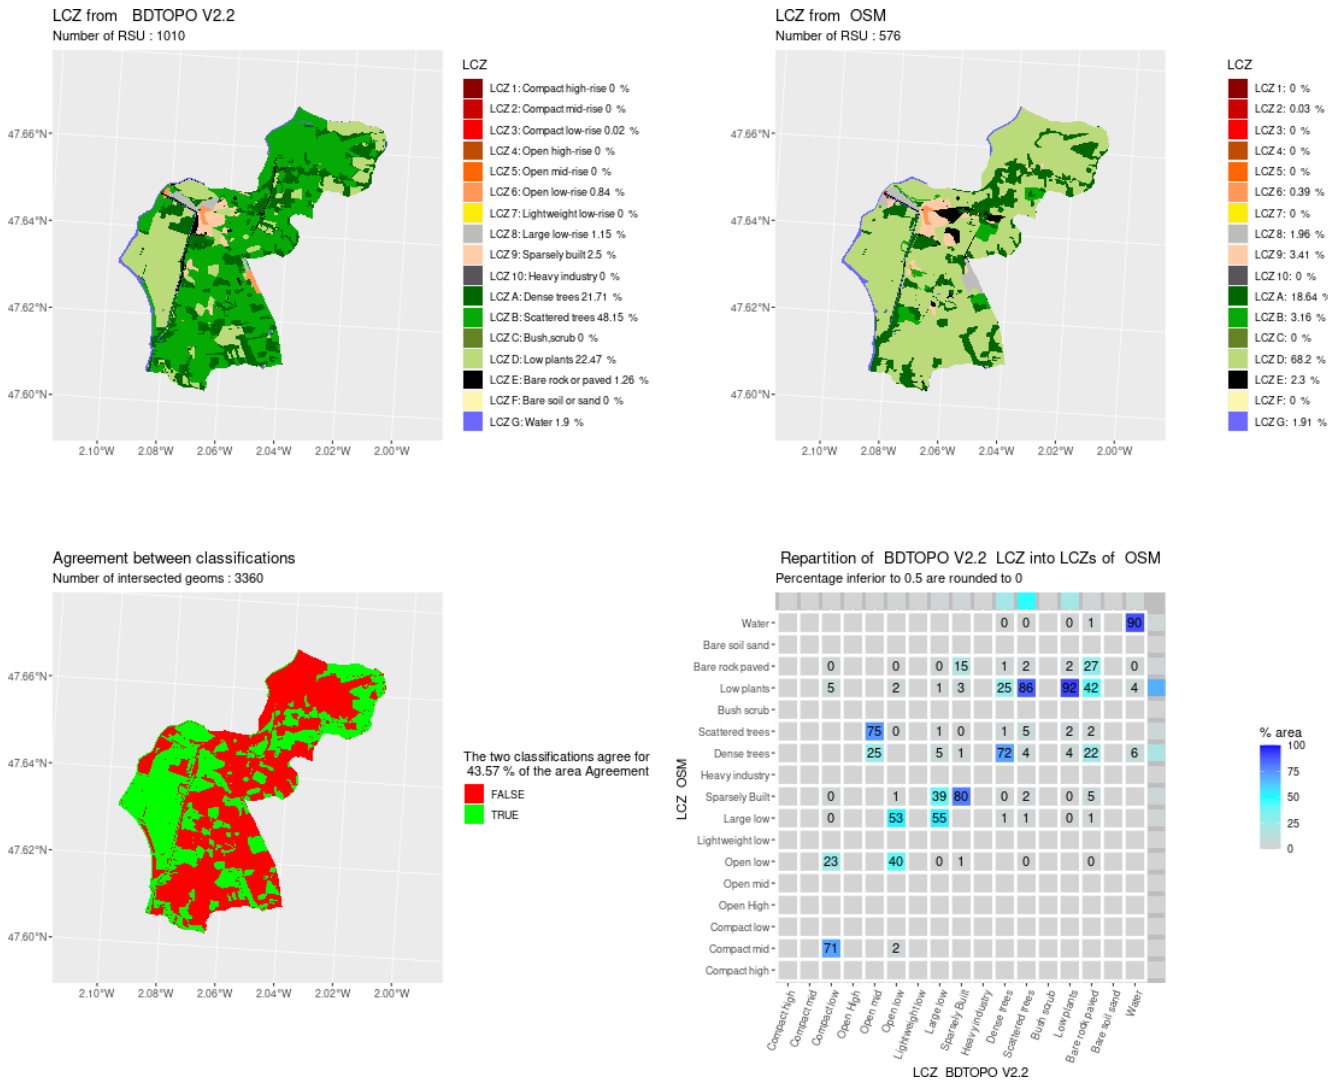 LCZ from BDTOPO V2.2
Number of RSU : 1010
47.66°N
47.64°N
47.62°N
47.60°N
2.10°W 2.08°W 2.06°W 2.04°W 2.02°W 2.00°W
LCZ
LCZ 1: Compact high-rise 0 %
LCZ 2: Compact mid-rise 0 %
LCZ 3: Compact low-rise 0.02 %
LCZ 4: Open high-rise 0 %
LCZ 5: Open mid-rise 0 %
LCZ 6: Open low-rise 0.84 %
LCZ 7: Lightweight low-rise 0 %
LCZ 8: Large low-rise 1.15 %
LCZ 9: Sparsely built 2.5 %
LCZ 10: Heavy industry 0 %
LCZ A: Dense trees 21.71 %
LCZ B: Scattered trees 48.15 %
LCZ C: Bush,scrub 0 %
LCZ D: Low plants 22.47 %
LCZ E: Bare rock or paved 1.26 %
LCZ F: Bare soil or sand 0 %
LCZ G: Water 1.9 %
LCZ from OSM
Number of RSU : 576
47.66°N
47.64°N
47.62°N
47.60°N
2.10°W 2.08°W 2.06°W 2.04°W 2.02°W 2.00°W
LCZ
LCZ 1: 0 %
LCZ 2: 0.03 %
LCZ 3: 0 %
LCZ 4: 0 %
LCZ 5: 0 %
LCZ 6: 0.39 %
LCZ 7: 0 %
LCZ 8: 1.96 %
LCZ 9: 3.41 %
LCZ 10: 0 %
LCZ A: 18.64 %
LCZ B: 3.16 %
LCZ C: 0 %
LCZ D: 68.2 %
LCZ E: 2.3 %
LCZ F: 0 %
LCZ G: 1.91 %
Agreement between classifications
Number of intersected geoms : 3360
47.66°N
47.64°N
47.62°N
47.60°N
2.10°W 2.08°W 2.06°W 2.04°W 2.02°W 2.00°W
The two classifications agree for
43.57 % of the area Agreement
FALSE
TRUE
Repartition of BDTOPO V2.2 LCZ into LCZs of OSM
Percentage inferior to 0.5 are rounded to 0
LCZ OSM
Water 0 0 0 1 90
Bare soil sand
Bare rock paved 0 0 0 15 1 2 2 27 0
Low plants 5 2 1 3 25 86 92 42 4
Bush scrub
Scattered trees 75 0 1 0 1 5 2 2
Dense trees 25 5 1 72 4 4 22 6
Heavy industry
Sparsely Built 0 1 39 80 0 2 0 5
Large low 0 53 55 1 1 0 1
Lightweight low
Open low 23 40 0 1 0 0
Open mid
Open High
Compact low
Compact mid 71 2
Compact high
Compact high
Compact mid
Compact low
Open High
Open mid
Open low
Lightweight low
Large low
Sparsely Built
Heavy industry
Dense trees
Scattered trees
Bush scrub
Low plants
Bare rock paved
Bare soil sand
Water
LCZ BDTOPO V2.2
% area
100
75
50
25
0